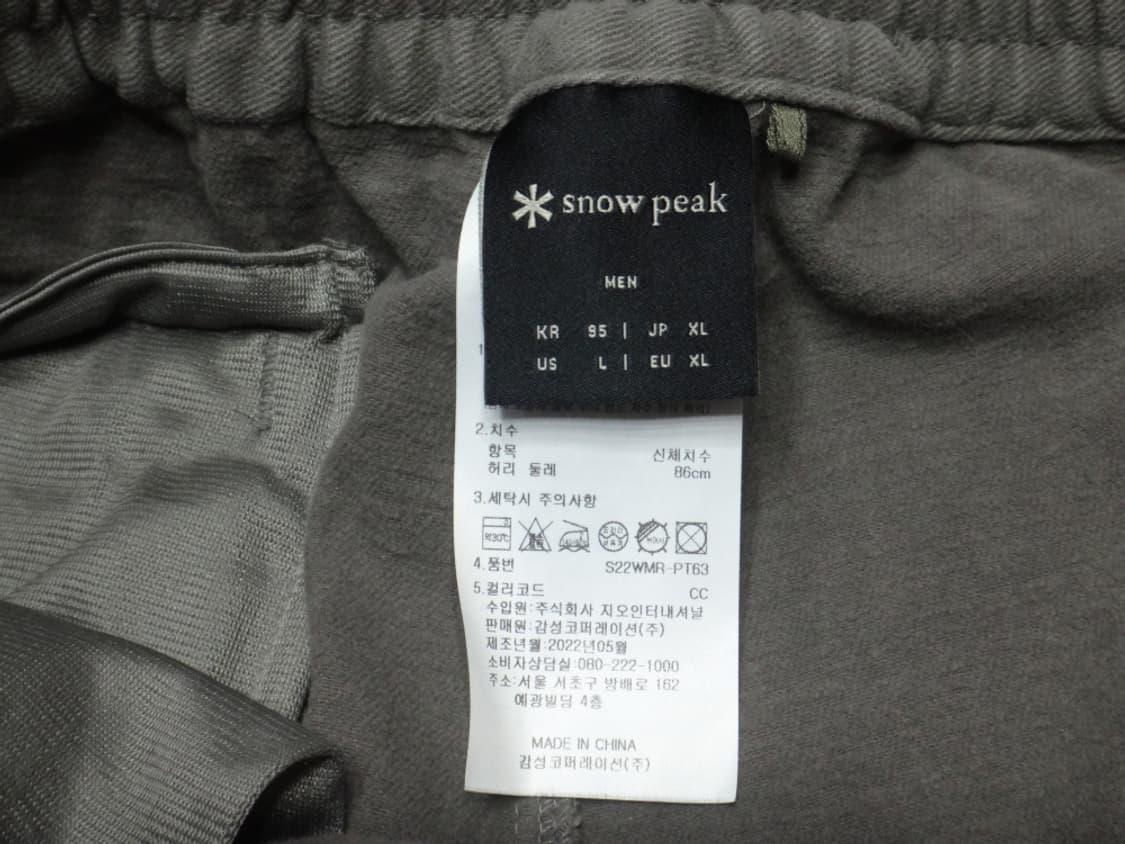 snow peak
MEN
KR 95 | JP XL
US L | EU XL
1
2.치수
항목 신체치수
허리 둘레 86cm
3.세탁시 주의사항
약30℃
4.품번 S22WMR-PT63
5.컬러코드 CC
수입원:주식회사 지오인터내셔널
판매원:감성코퍼레이션(주)
제조년월:2022년05월
소비자상담실:080-222-1000
주소:서울 서초구 방배로 162
예광빌딩 4층
MADE IN CHINA
감성코퍼레이션(주)